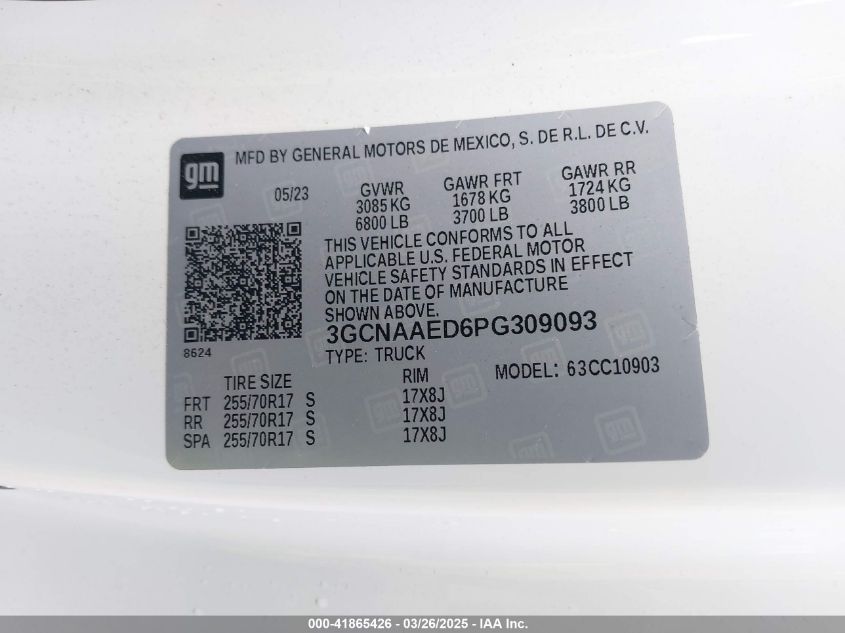 gm MFD BY GENERAL MOTORS DE MEXICO, S. DE R.L. DE C.V.
05/23 GVWR GAWR FRT GAWR RR
3085 KG 1678 KG 1724 KG
6800 LB 3700 LB 3800 LB
THIS VEHICLE CONFORMS TO ALL
APPLICABLE U.S. FEDERAL MOTOR
VEHICLE SAFETY STANDARDS IN EFFECT
ON THE DATE OF MANUFACTURE
SHOWN ABOVE.
3GCNAAED6PG309093
8624
TYPE: TRUCK MODEL: 63CC10903
TIRE SIZE RIM
FRT 255/70R17 S 17X8J
RR 255/70R17 S 17X8J
SPA 255/70R17 S 17X8J
000-41865426 - 03/26/2025 - IAA Inc.